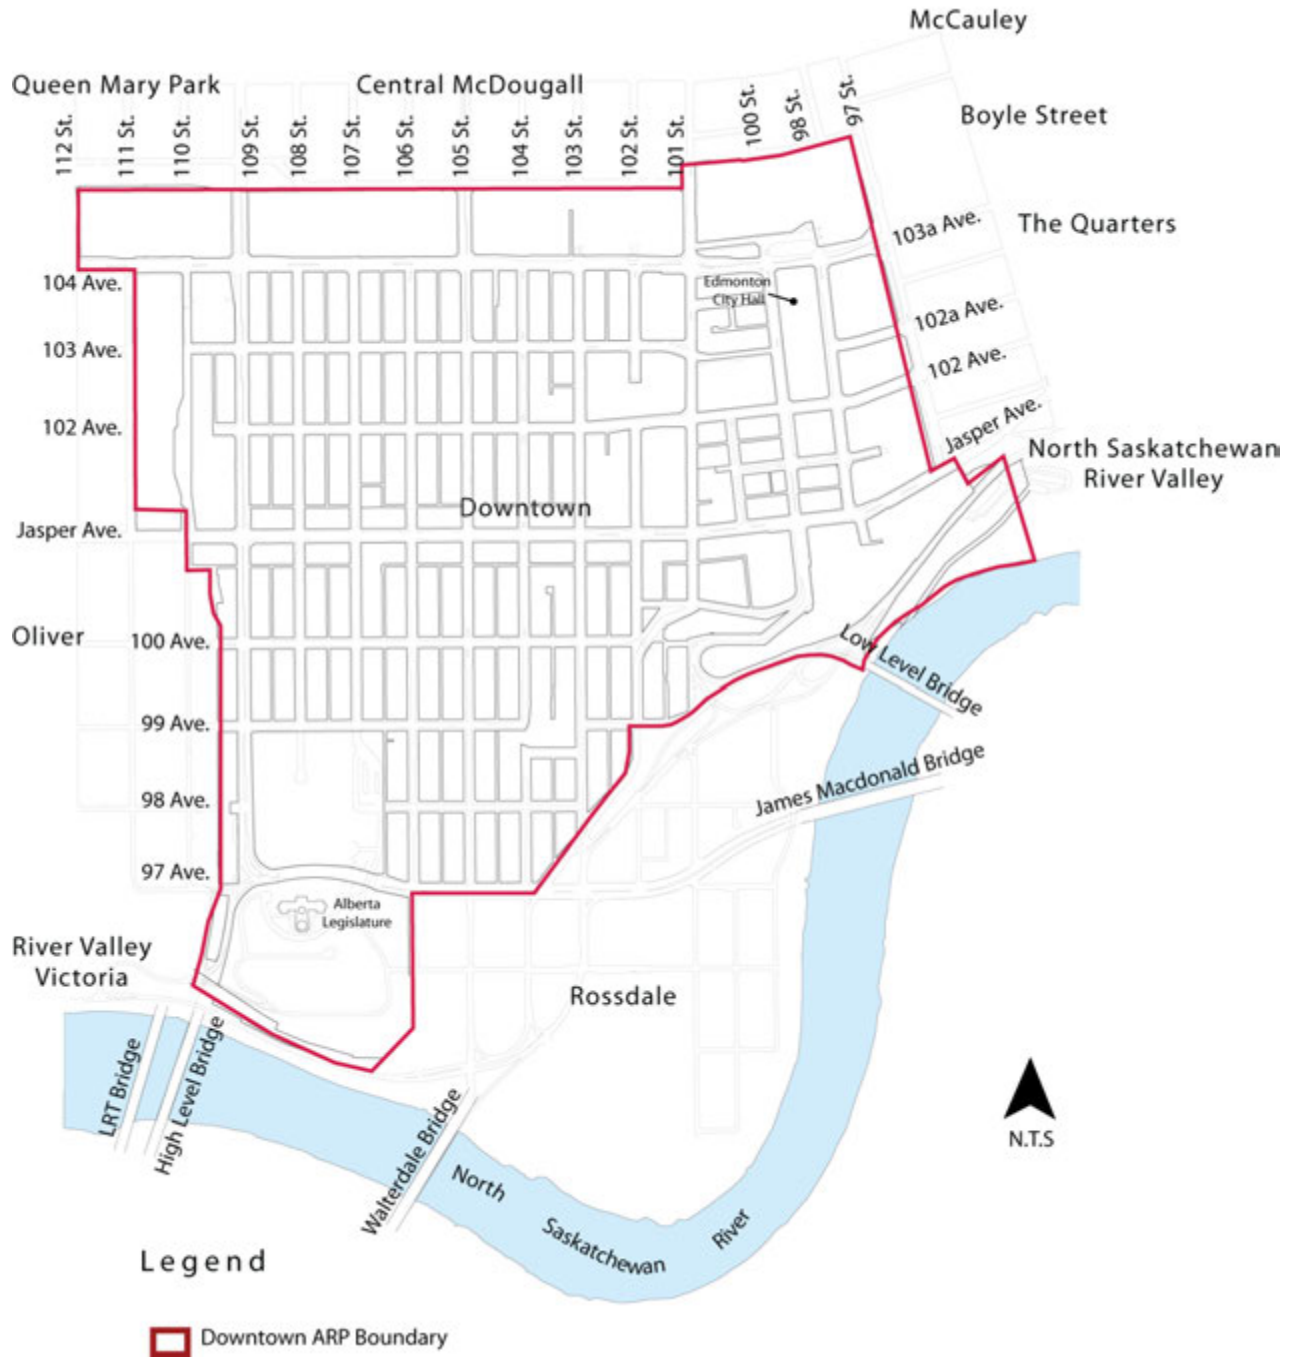 McCauley
Queen Mary Park
Central McDougall
Boyle Street
112 St.
111 St.
110 St.
109 St.
108 St.
107 St.
106 St.
105 St.
104 St.
103 St.
102 St.
101 St.
100 St.
98 St.
97 St.
103a Ave.
The Quarters
104 Ave.
Edmonton
City Hall
102a Ave.
103 Ave.
102 Ave.
102 Ave.
Jasper Ave.
North Saskatchewan
River Valley
Downtown
Jasper Ave.
Oliver
100 Ave.
Low Level Bridge
99 Ave.
James Macdonald Bridge
98 Ave.
97 Ave.
Alberta
Legislature
River Valley
Victoria
Rossdale
LRT Bridge
High Level Bridge
Walterdale Bridge
North
Saskatchewan
River
N.T.S
Legend
Downtown ARP Boundary